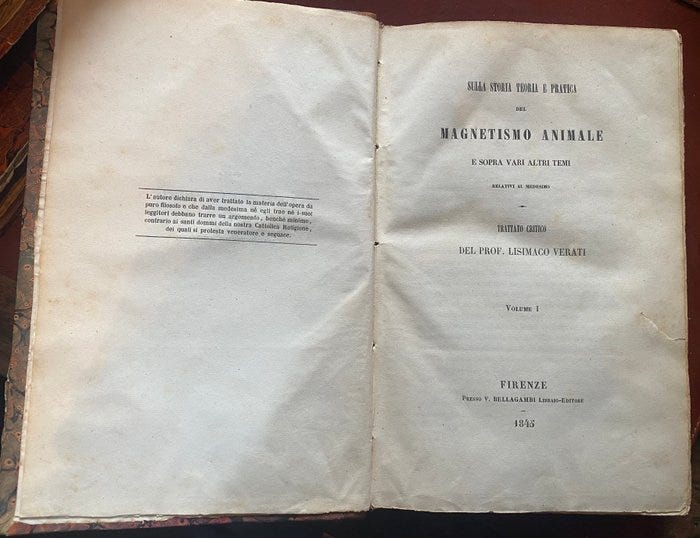 L'autore dichiara di aver trattato la materia dell'opera da
puro filosofo e che dalla medesima nè egli trae nè i suoi
leggitori debbano trarre un argomento, benchè minimo,
contrario ai santi dommi della nostra Cattolica Religione,
dei quali si protesta veneratore e seguace.
SULLA STORIA TEORIA E PRATICA
DEL
MAGNETISMO ANIMALE
E SOPRA VARI ALTRI TEMI
RELATIVI AL MEDESIMO
TRATTATO CRITICO
DEL PROF. LISIMACO VERATI
VOLUME I
FIRENZE
PRESSO V. BELLAGAMBI LIBRAIO-EDITORE
1845